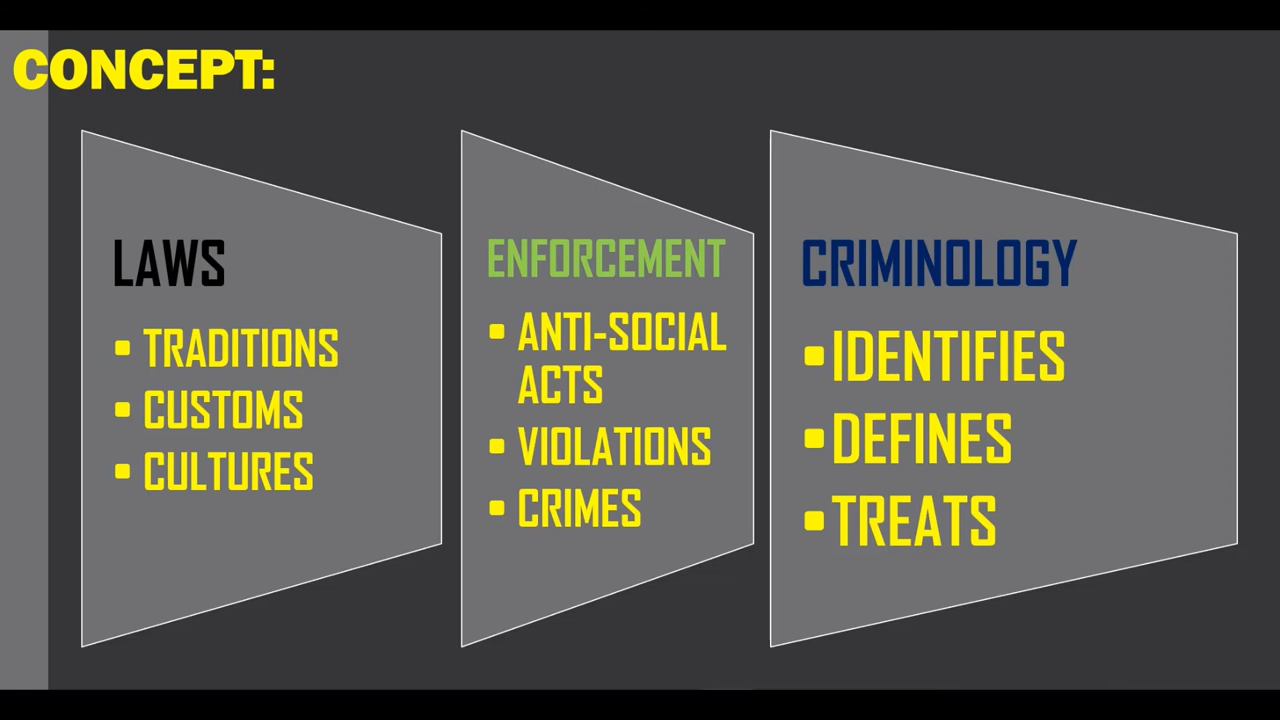 CONCEPT:
LAWS
▪ TRADITIONS
▪ CUSTOMS
▪ CULTURES
ENFORCEMENT
▪ ANTI-SOCIAL
ACTS
▪ VIOLATIONS
▪ CRIMES
CRIMINOLOGY
▪ IDENTIFIES
▪ DEFINES
▪ TREATS